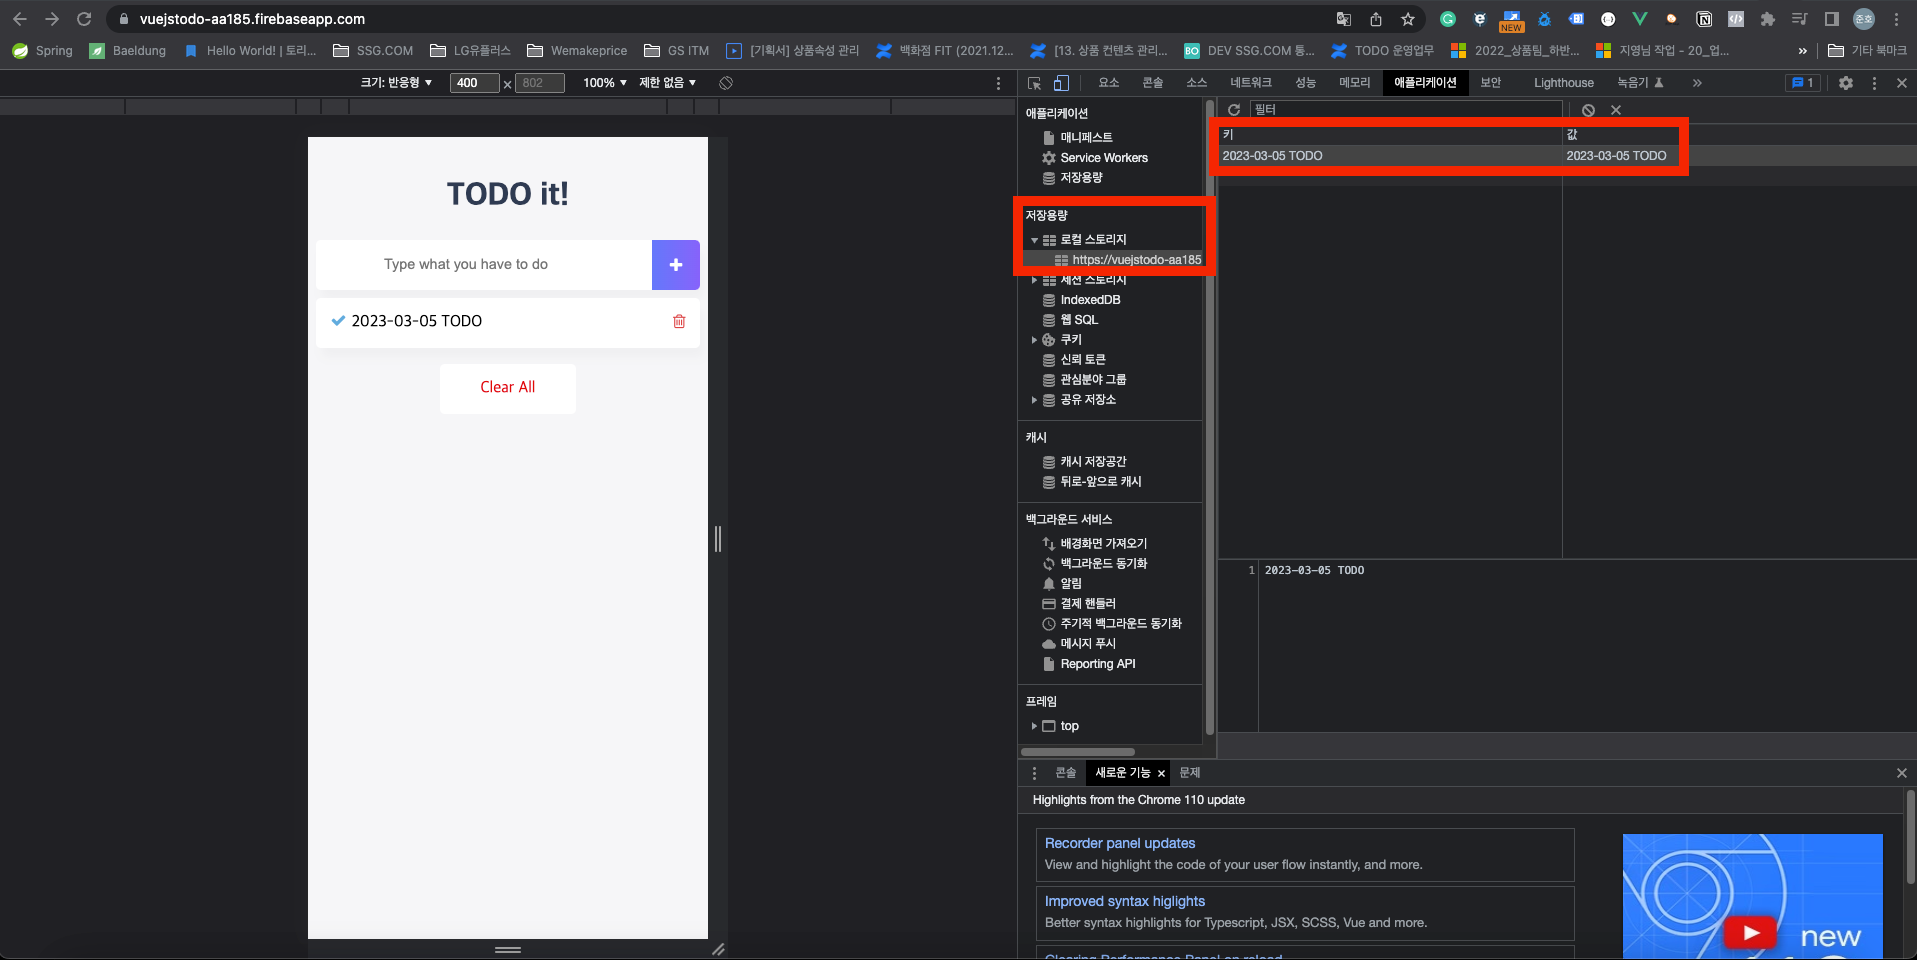 vuejstodo-aa185.firebaseapp.com
NEW
준호
Spring
Baeldung
Hello World! | 토리...
SSG.COM
LG유플러스
Wemakeprice
GS ITM
[기획서] 상품속성 관리
백화점 FIT (2021.12...
[13. 상품 컨텐츠 관리...
BO
DEV SSG.COM 통...
TODO 운영업무
2022_상품팀_하반...
지영님 작업 - 20_업...
»
기타 북마크
크기: 반응형 ▼
400
×
802
100% ▼
제한 없음 ▼
요소
콘솔
소스
네트워크
성능
메모리
애플리케이션
보안
Lighthouse
녹음기
»
1
TODO it!
Type what you have to do
+
2023-03-05 TODO
Clear All
애플리케이션
매니페스트
Service Workers
저장용량
저장용량
로컬 스토리지
https://vuejstodo-aa185
세션 스토리지
IndexedDB
웹 SQL
쿠키
신뢰 토큰
관심분야 그룹
공유 저장소
캐시
캐시 저장공간
뒤로-앞으로 캐시
백그라운드 서비스
배경화면 가져오기
백그라운드 동기화
알림
결제 핸들러
주기적 백그라운드 동기화
메시지 푸시
Reporting API
프레임
top
필터
키
값
2023-03-05 TODO
2023-03-05 TODO
1
2023-03-05 TODO
콘솔
새로운 기능 ×
문제
Highlights from the Chrome 110 update
Recorder panel updates
View and highlight the code of your user flow instantly, and more.
Improved syntax higlights
Better syntax highlights for Typescript, JSX, SCSS, Vue and more.
Clearing Performance Panel on reload
new